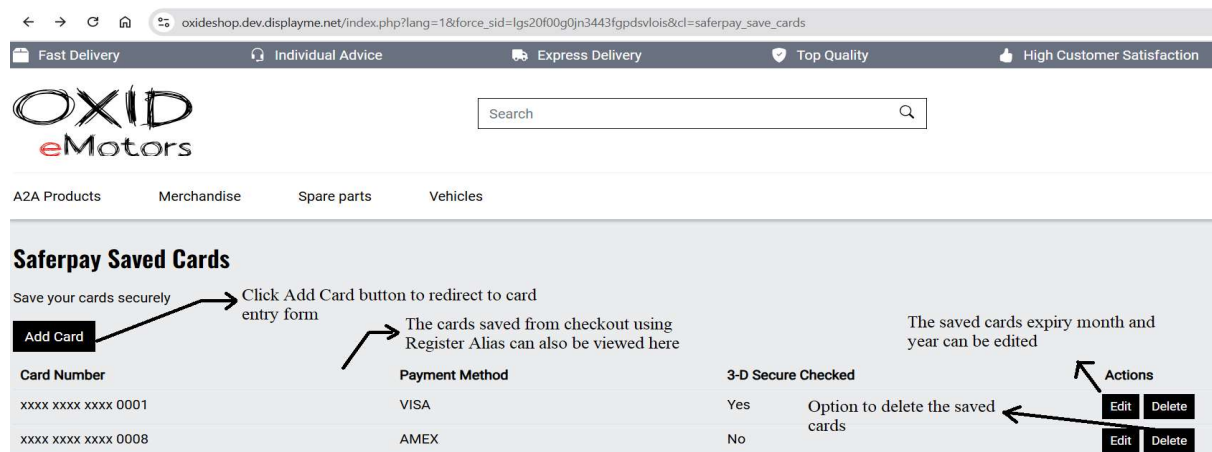 oxideshop.dev.displayme.net/index.php?lang=1&force_sid=lgs20f00g0jn3443fgpdsvlois&cl=saferpay_save_cards
Fast Delivery
Individual Advice
Express Delivery
Top Quality
High Customer Satisfaction
OXID
eMotors
Search
A2A Products
Merchandise
Spare parts
Vehicles
Saferpay Saved Cards
Save your cards securely
Click Add Card button to redirect to card
entry form
Add Card
The cards saved from checkout using
Register Alias can also be viewed here
The saved cards expiry month and
year can be edited
Card Number
Payment Method
3-D Secure Checked
Actions
xxxx xxxx xxxx 0001
VISA
Yes
Option to delete the saved
cards
Edit
Delete
xxxx xxxx xxxx 0008
AMEX
No
Edit
Delete